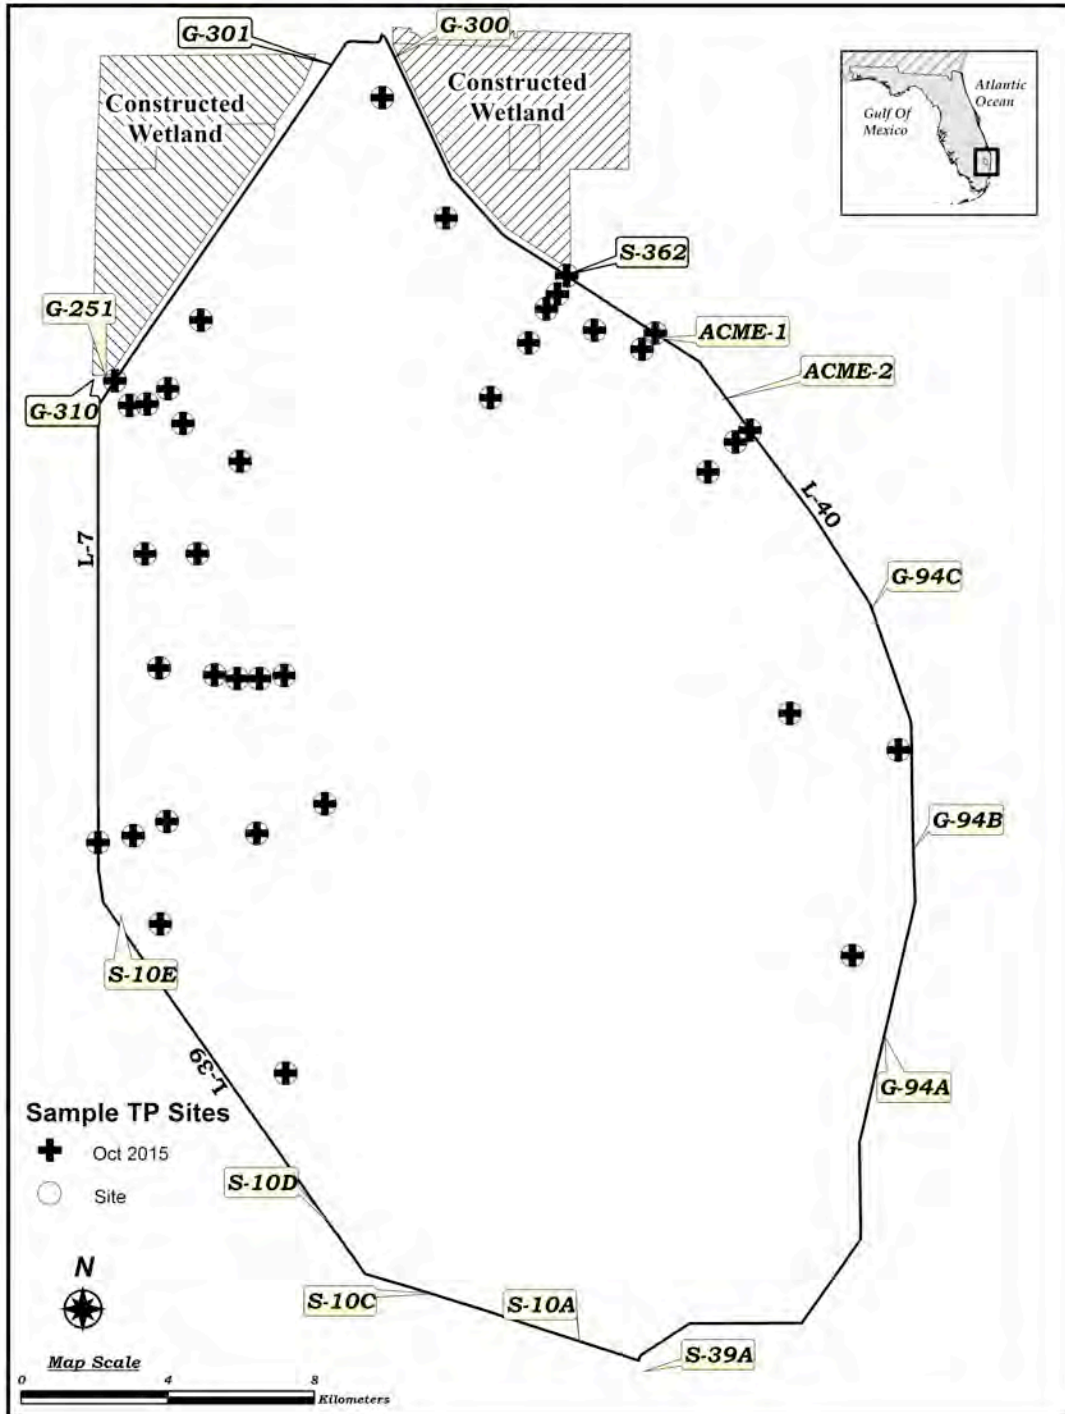 G-301
G-300
Constructed
Wetland
Constructed
Wetland
Atlantic
Ocean
Gulf Of
Mexico
S-362
G-251
ACME-1
ACME-2
G-310
L-40
L-7
G-94C
G-94B
S-10E
L-39
G-94A
Sample TP Sites
Oct 2015
Site
S-10D
N
S-10C
S-10A
S-39A
Map Scale
0 4 8
Kilometers